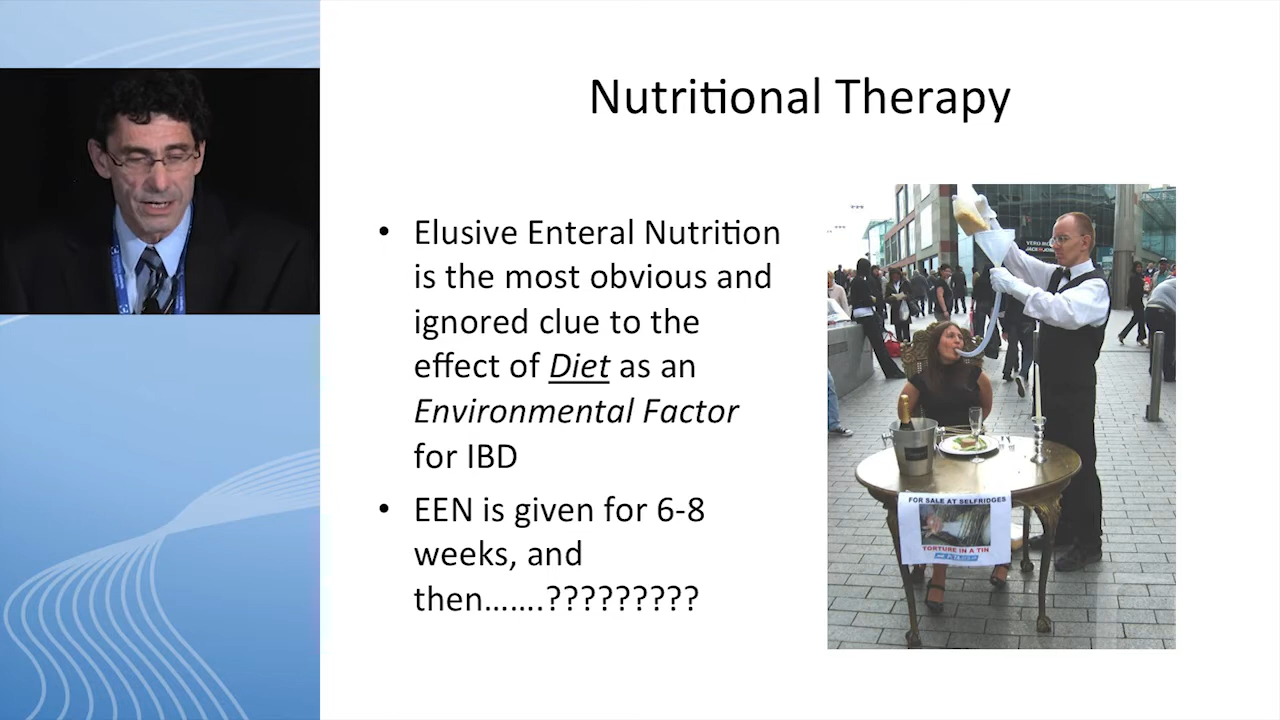 Nutritional Therapy
• Elusive Enteral Nutrition
is the most obvious and
ignored clue to the
effect of Diet as an
Environmental Factor
for IBD
• EEN is given for 6-8
weeks, and
then…….?????????
JACK & JONES
FOR SALE AT SELFRIDGES
TORTURE IN A TIN